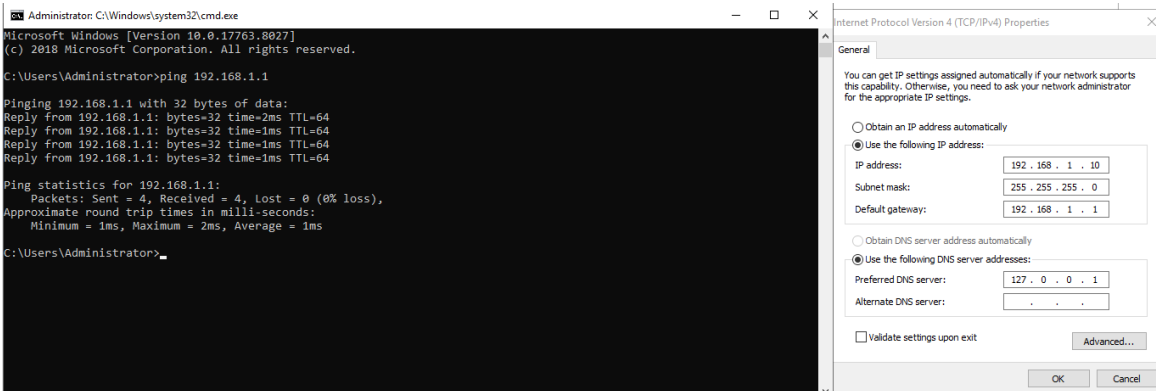 Administrator: C:\Windows\system32\cmd.exe
Microsoft Windows [Version 10.0.17763.8027]
(c) 2018 Microsoft Corporation. All rights reserved.
C:\Users\Administrator>ping 192.168.1.1
Pinging 192.168.1.1 with 32 bytes of data:
Reply from 192.168.1.1: bytes=32 time=2ms TTL=64
Reply from 192.168.1.1: bytes=32 time=1ms TTL=64
Reply from 192.168.1.1: bytes=32 time=1ms TTL=64
Reply from 192.168.1.1: bytes=32 time=1ms TTL=64
Ping statistics for 192.168.1.1:
Packets: Sent = 4, Received = 4, Lost = 0 (0% loss),
Approximate round trip times in milli-seconds:
Minimum = 1ms, Maximum = 2ms, Average = 1ms
C:\Users\Administrator>
Internet Protocol Version 4 (TCP/IPv4) Properties
General
You can get IP settings assigned automatically if your network supports
this capability. Otherwise, you need to ask your network administrator
for the appropriate IP settings.
Obtain an IP address automatically
Use the following IP address:
IP address: 192 . 168 . 1 . 10
Subnet mask: 255 . 255 . 255 . 0
Default gateway: 192 . 168 . 1 . 1
Obtain DNS server address automatically
Use the following DNS server addresses:
Preferred DNS server: 127 . 0 . 0 . 1
Alternate DNS server: . . .
Validate settings upon exit
Advanced...
OK Cancel